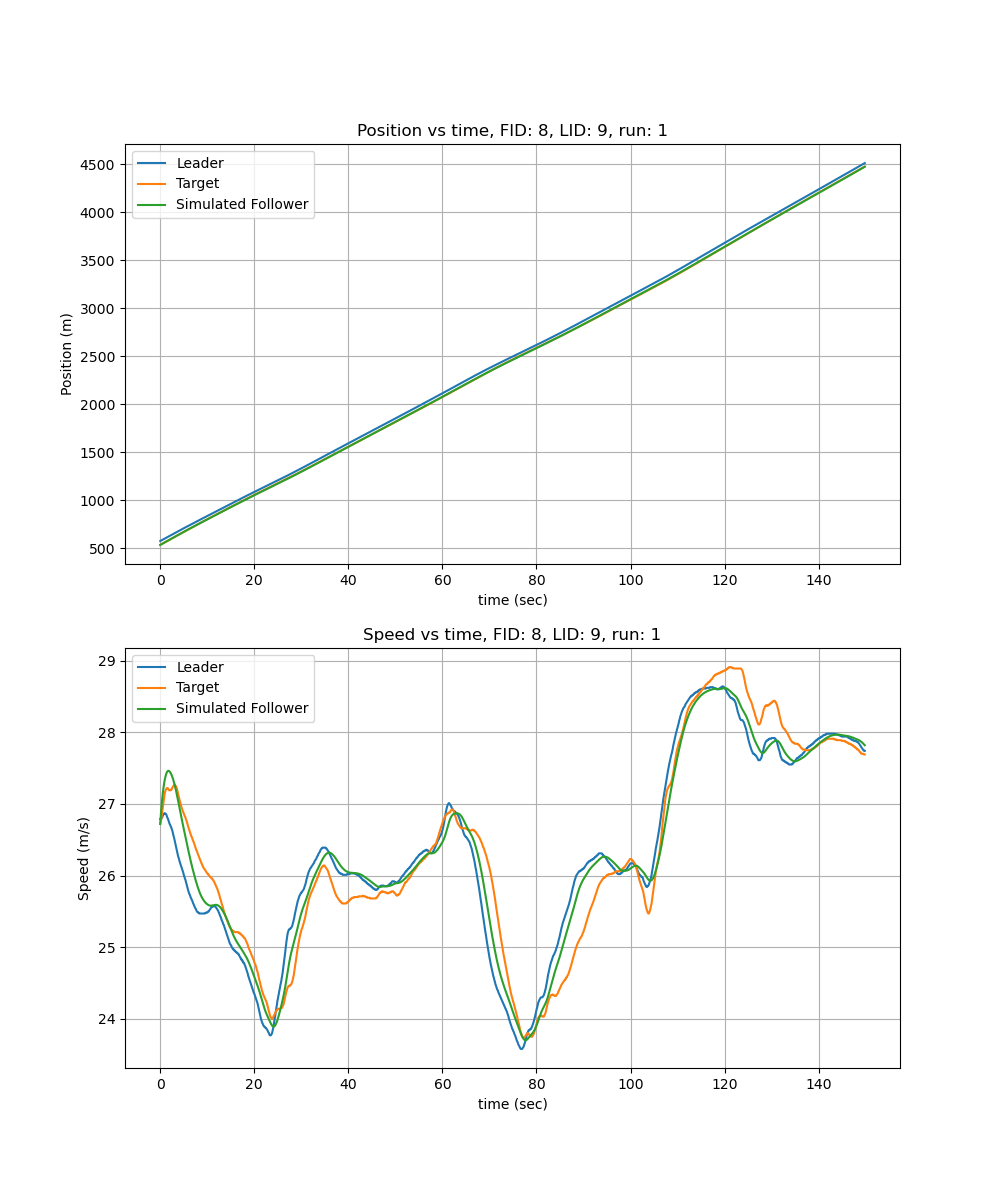 Position vs time, FID: 8, LID: 9, run: 1
Leader
Target
Simulated Follower
4500
4000
3500
3000
2500
2000
1500
1000
500
Position (m)
0 20 40 60 80 100 120 140
time (sec)
Speed vs time, FID: 8, LID: 9, run: 1
Leader
Target
Simulated Follower
29
28
27
26
25
24
Speed (m/s)
0 20 40 60 80 100 120 140
time (sec)